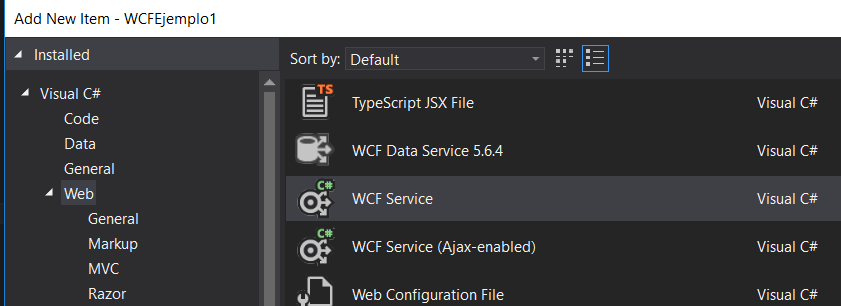 Add New Item - WCFEjemplo1
Installed
Sort by: Default
Visual C#
Code
Data
General
Web
General
Markup
MVC
Razor
TS TypeScript JSX File Visual C#
WCF Data Service 5.6.4 Visual C#
C# WCF Service Visual C#
C# WCF Service (Ajax-enabled) Visual C#
Web Configuration File Visual C#